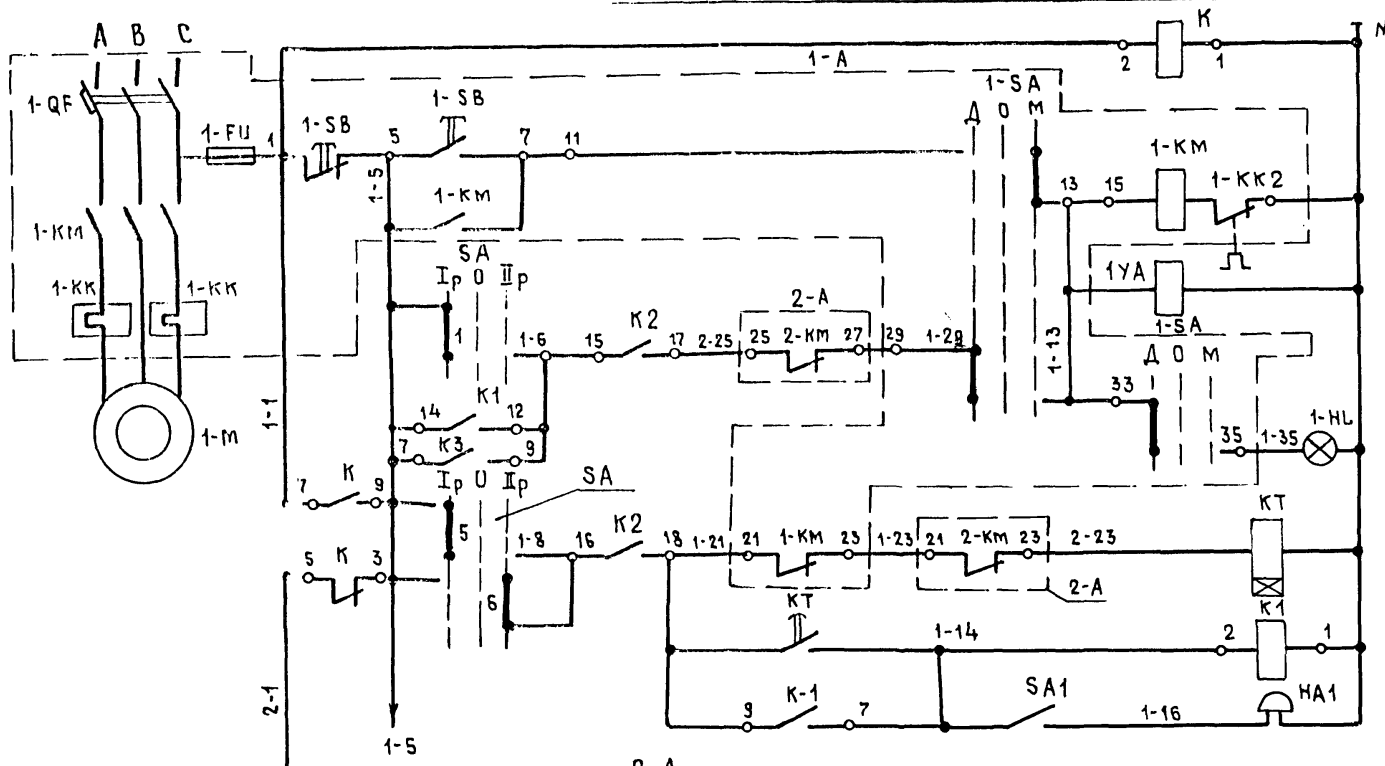 A B C
K
N
2
1
1-A
1-QF
1-SB
1-FU
1
1-SB
5
7
11
1-SA
Д О М
1-KM
1-KK2
13
15
1-5
1-KM
1-KM
SA
Iр 0 IIр
1YA
1-KK
1-KK
1
1-6
15
K2
17
2-25
2-A
25
2-KM
27
29
1-29
1-13
1-SA
Д О М
33
1-1
1-M
14
K1
12
7
K3
9
35
1-35
1-HL
7
K
9
Iр 0 IIр
SA
5
1-8
16
K2
18
1-21
21
1-KM
23
1-23
21
2-KM
23
2-23
KT
5
K
3
6
2-A
KT
1-14
2
K1
1
2-1
9
K-1
7
SA1
1-16
HA1
1-5
2-A